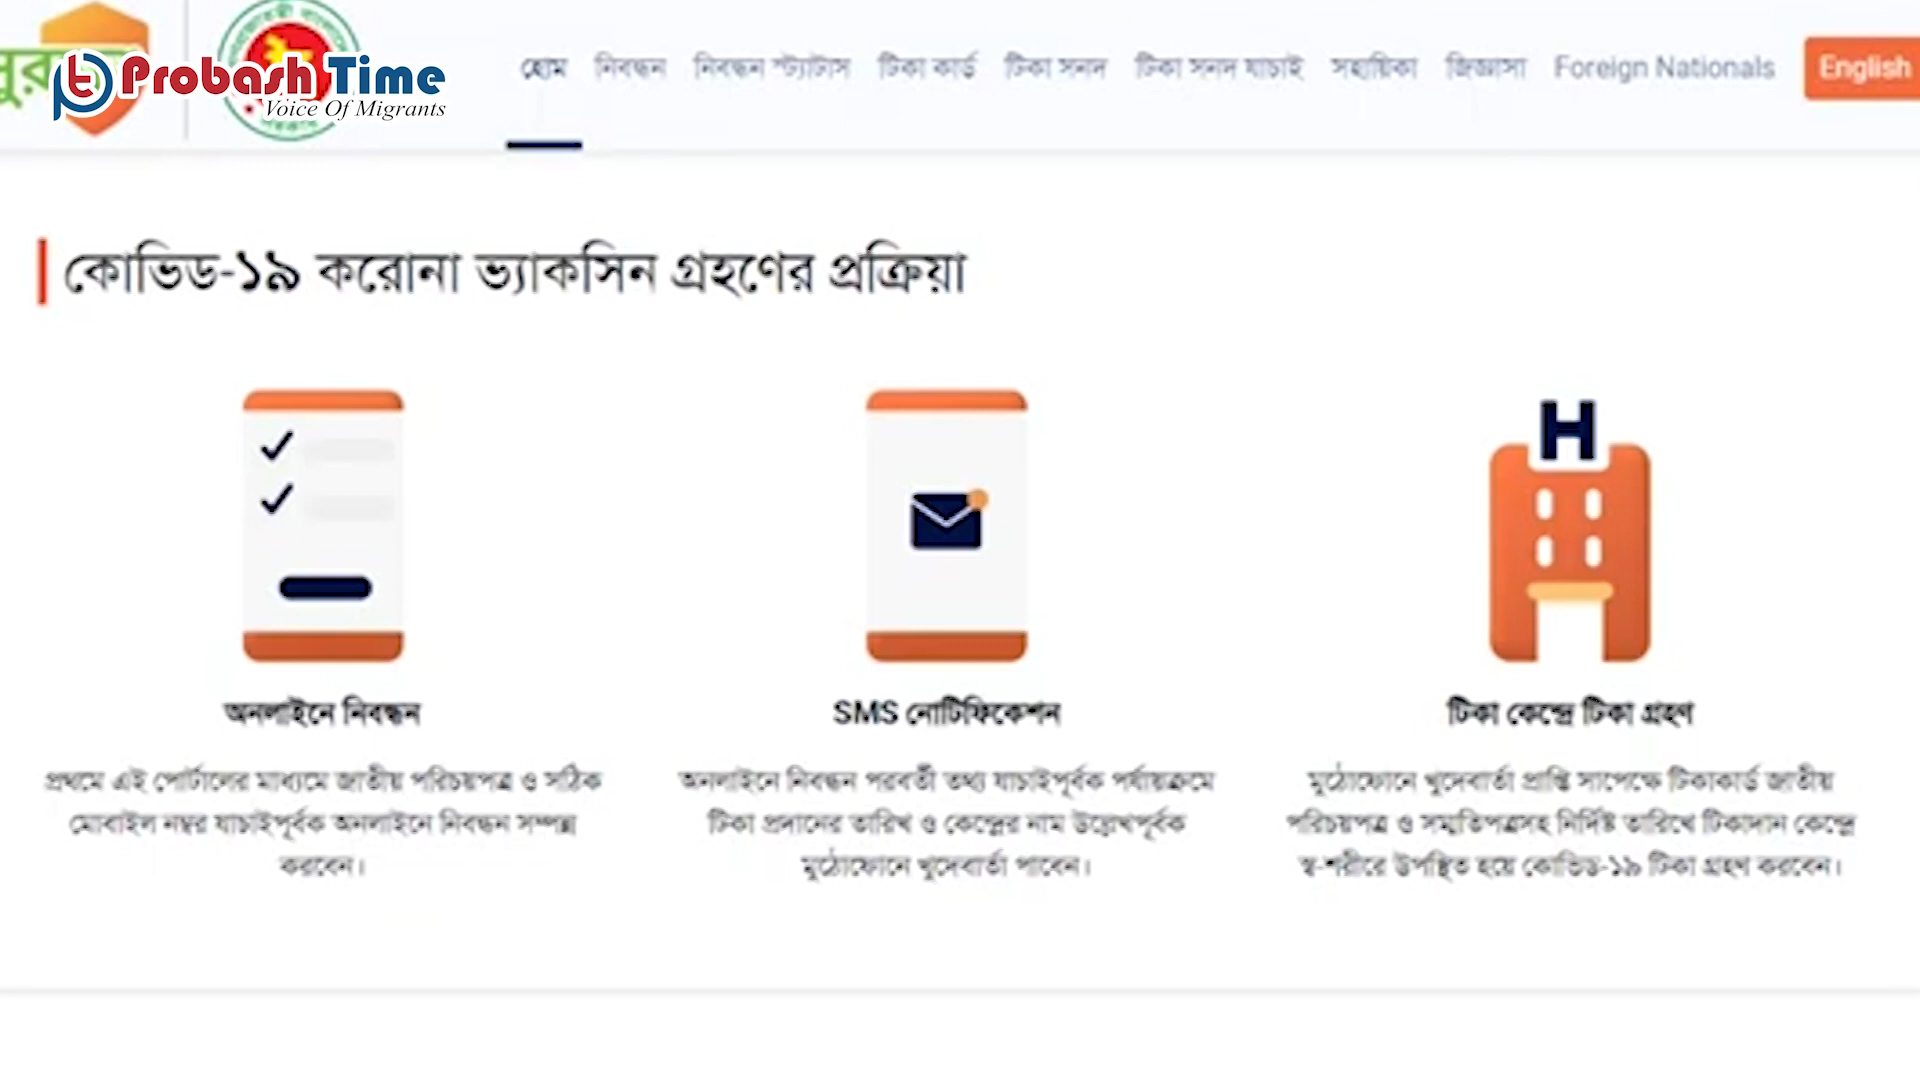 Probash Time
Voice Of Migrants
হোম নিবন্ধন নিবন্ধন স্ট্যাটাস টিকা কার্ড টিকা সনদ টিকা সনদ যাচাই সহায়িকা জিজ্ঞাসা Foreign Nationals English
কোভিড-১৯ করোনা ভ্যাকসিন গ্রহণের প্রক্রিয়া
অনলাইনে নিবন্ধন
প্রথমে এই পোর্টালের মাধ্যমে জাতীয় পরিচয়পত্র ও সঠিক
মোবাইল নম্বর যাচাইপূর্বক অনলাইনে নিবন্ধন সম্পন্ন
করবেন।
SMS নোটিফিকেশন
অনলাইনে নিবন্ধন পরবর্তী তথ্য যাচাইপূর্বক পর্যায়ক্রমে
টিকা প্রদানের তারিখ ও কেন্দ্রের নাম উল্লেখপূর্বক
মুঠোফোনে খুদেবার্তা পাবেন।
টিকা কেন্দ্রে টিকা গ্রহণ
মুঠোফোনে খুদেবার্তা প্রাপ্তি সাপেক্ষে টিকাকার্ড জাতীয়
পরিচয়পত্র ও সম্মতিপত্রসহ নির্দিষ্ট তারিখে টিকাদান কেন্দ্রে
স্ব-শরীরে উপস্থিত হয়ে কোভিড-১৯ টিকা গ্রহণ করবেন।